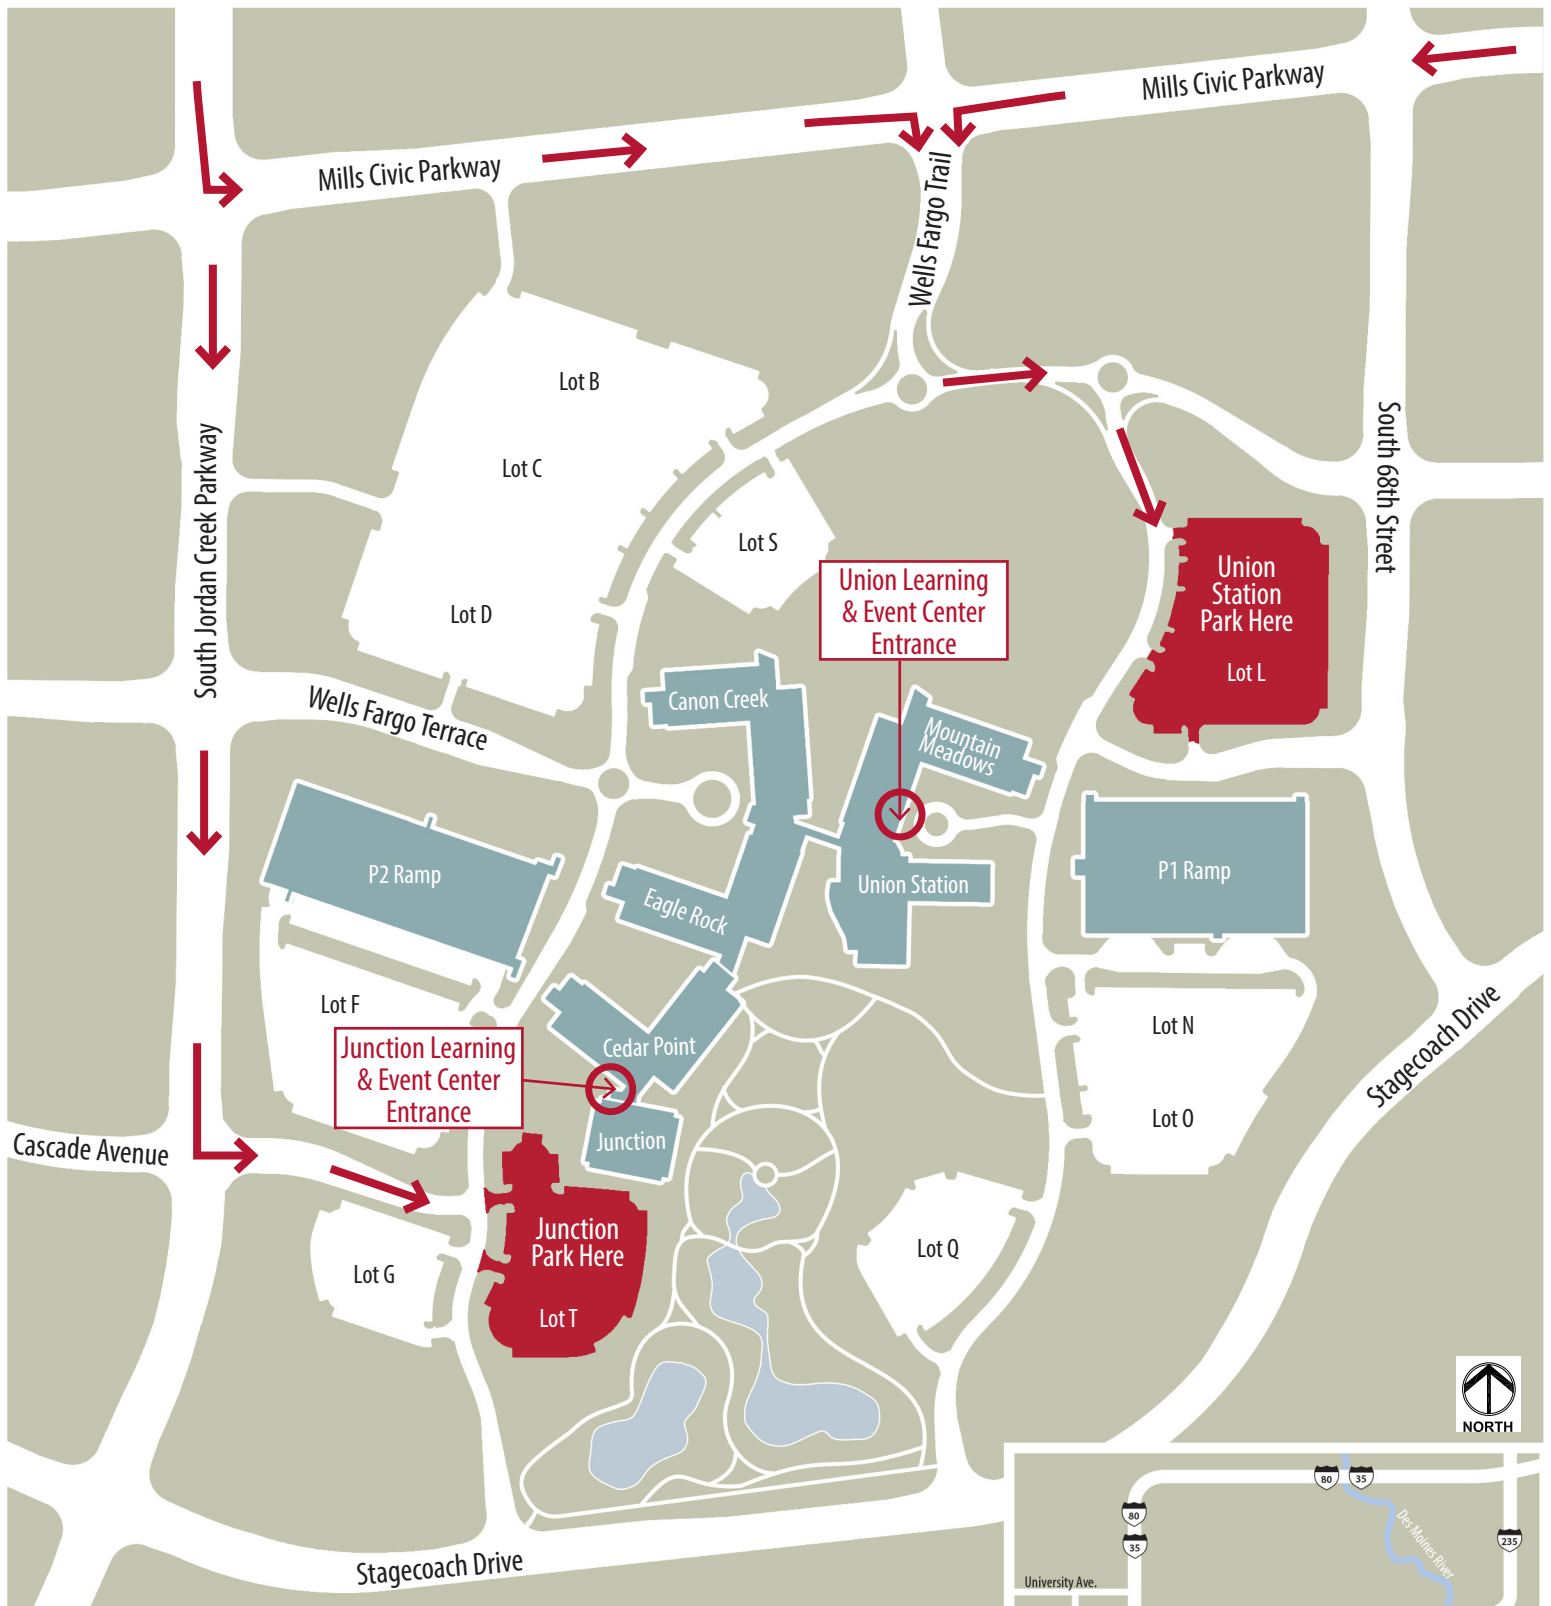 Mills Civic Parkway
Mills Civic Parkway
Wells Fargo Trail
Lot B
Lot C
Lot D
Lot S
South Jordan Creek Parkway
South 68th Street
Union Learning
& Event Center
Entrance
Union
Station
Park Here
Lot L
Wells Fargo Terrace
Canon Creek
Mountain
Meadows
P2 Ramp
Eagle Rock
Union Station
P1 Ramp
Lot F
Junction Learning
& Event Center
Entrance
Cedar Point
Junction
Lot N
Lot O
Stagecoach Drive
Cascade Avenue
Junction
Park Here
Lot T
Lot G
Lot Q
NORTH
Stagecoach Drive
80
35
80
35
Des Moines River
235
University Ave.